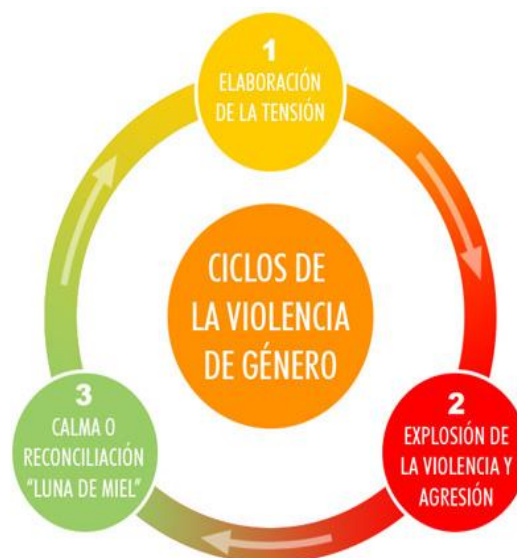 1
ELABORACIÓN
DE LA TENSIÓN
CICLOS DE
LA VIOLENCIA
DE GÉNERO
2
EXPLOSIÓN DE
LA VIOLENCIA Y
AGRESIÓN
3
CALMA O
RECONCILIACIÓN
"LUNA DE MIEL"